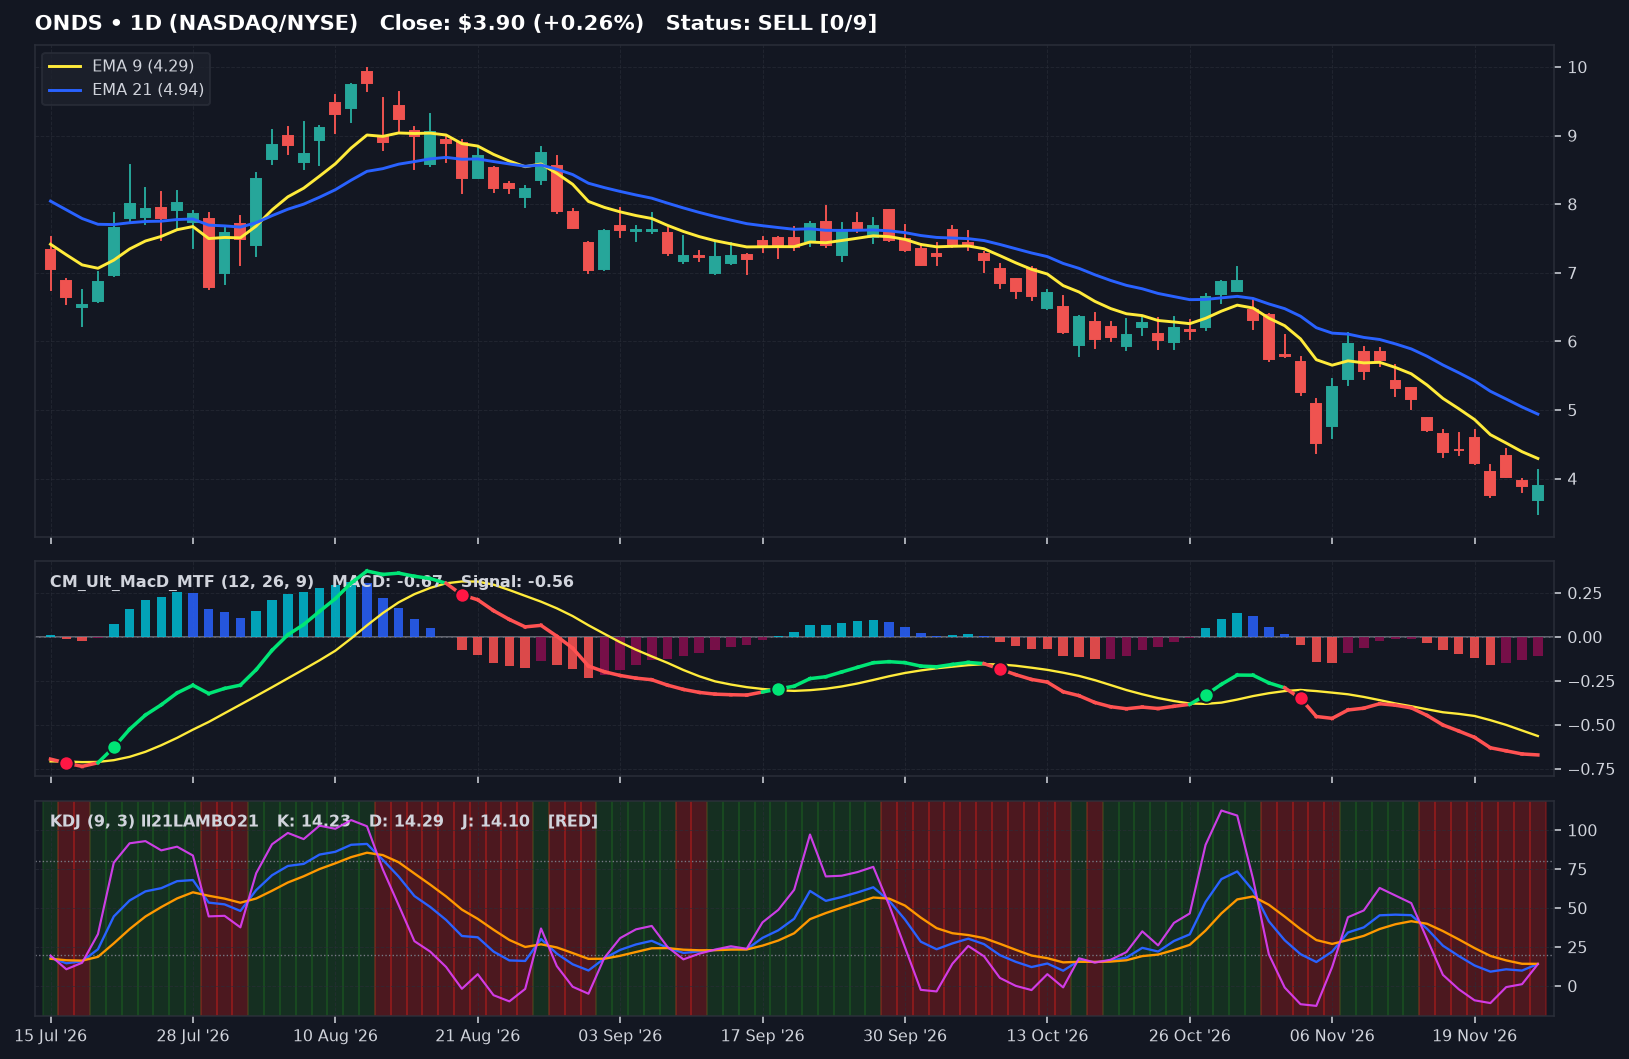 ONDS • 1D (NASDAQ/NYSE)   Close: $3.90 (+0.26%)   Status: SELL [0/9]
EMA 9 (4.29)
EMA 21 (4.94)
10
9
8
7
6
5
4
CM_Ult_MacD_MTF (12, 26, 9)   MACD: -0.67   Signal: -0.56
0.25
0.00
−0.25
−0.50
−0.75
KDJ (9, 3) II21LAMBO21   K: 14.23   D: 14.29   J: 14.10   [RED]
100
75
50
25
0
15 Jul '26   28 Jul '26   10 Aug '26   21 Aug '26   03 Sep '26   17 Sep '26   30 Sep '26   13 Oct '26   26 Oct '26   06 Nov '26   19 Nov '26